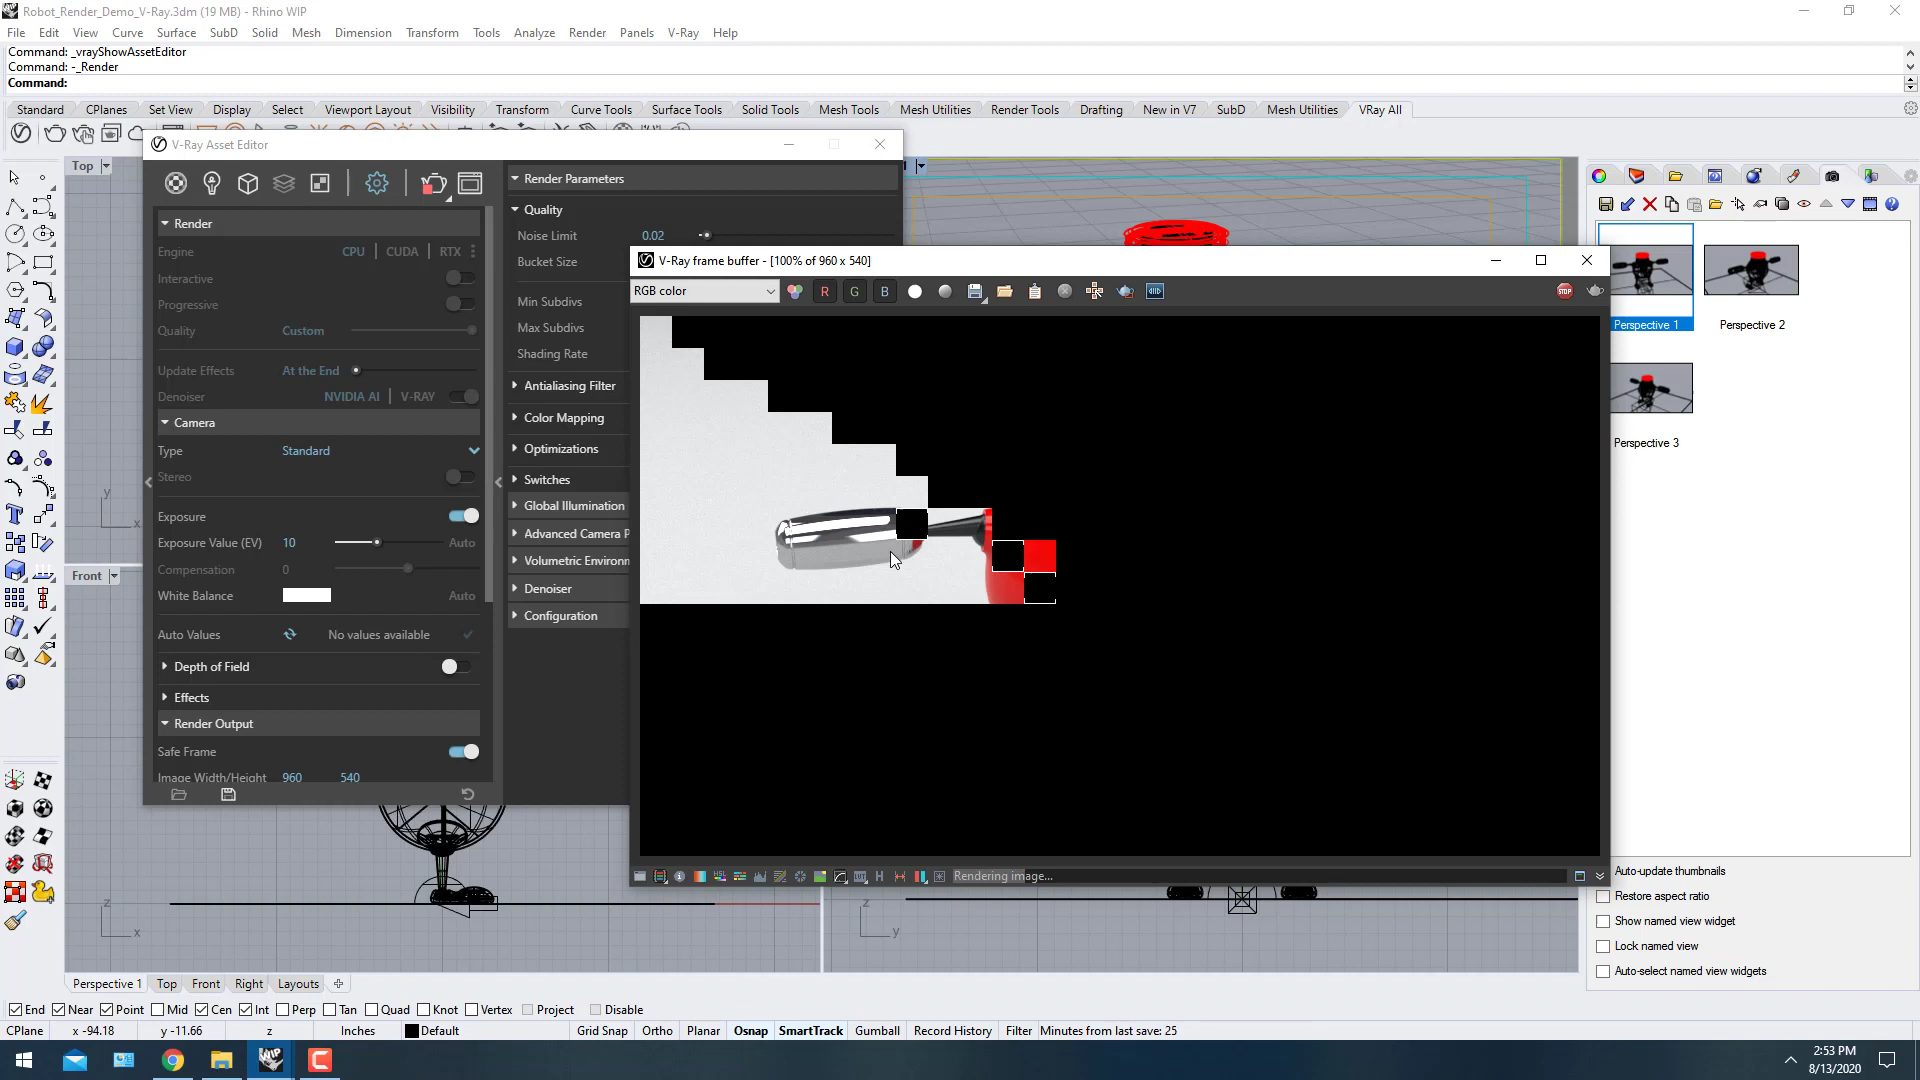 Robot_Render_Demo_V-Ray.3dm (19 MB) - Rhino WIP
File Edit View Curve Surface SubD Solid Mesh Dimension Transform Tools Analyze Render Panels V-Ray Help
Command: _vrayShowAssetEditor
Command: -_Render
Command:
Standard CPlanes Set View Display Select Viewport Layout Visibility Transform Curve Tools Surface Tools Solid Tools Mesh Tools Mesh Utilities Render Tools Drafting New in V7 SubD Mesh Utilities VRay All
V-Ray Asset Editor
Top
Render
Engine CPU CUDA RTX
Interactive
Progressive
Quality Custom
Update Effects At the End
Denoiser NVIDIA AI V-RAY
Camera
Type Standard
Stereo
Exposure
Exposure Value (EV) 10 Auto
Compensation 0
White Balance Auto
Auto Values No values available
Depth of Field
Effects
Render Output
Safe Frame
Image Width/Height 960 540
Render Parameters
Quality
Noise Limit 0.02
Bucket Size
Min Subdivs
Max Subdivs
Shading Rate
Antialiasing Filter
Color Mapping
Optimizations
Switches
Global Illumination
Advanced Camera P
Volumetric Environm
Denoiser
Configuration
V-Ray frame buffer - [100% of 960 x 540]
RGB color R G B STOP
HSL LUT H
Rendering image...
Perspective 1 Perspective 2
Perspective 3
Auto-update thumbnails
Restore aspect ratio
Show named view widget
Lock named view
Auto-select named view widgets
y
x
Front
z
x
z
y
Perspective 1 Top Front Right Layouts
End Near Point Mid Cen Int Perp Tan Quad Knot Vertex Project Disable
CPlane x -94.18 y -11.66 z Inches Default Grid Snap Ortho Planar Osnap SmartTrack Gumball Record History Filter Minutes from last save: 25
WIP
2:53 PM
8/13/2020